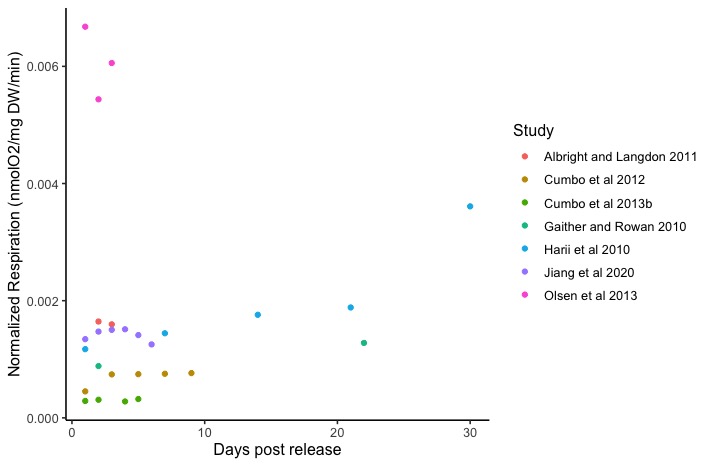 Normalized Respiration (nmolO2/mg DW/min)
0.006
0.004
0.002
0.000
0
10
20
30
Days post release
Study
Albright and Langdon 2011
Cumbo et al 2012
Cumbo et al 2013b
Gaither and Rowan 2010
Harii et al 2010
Jiang et al 2020
Olsen et al 2013